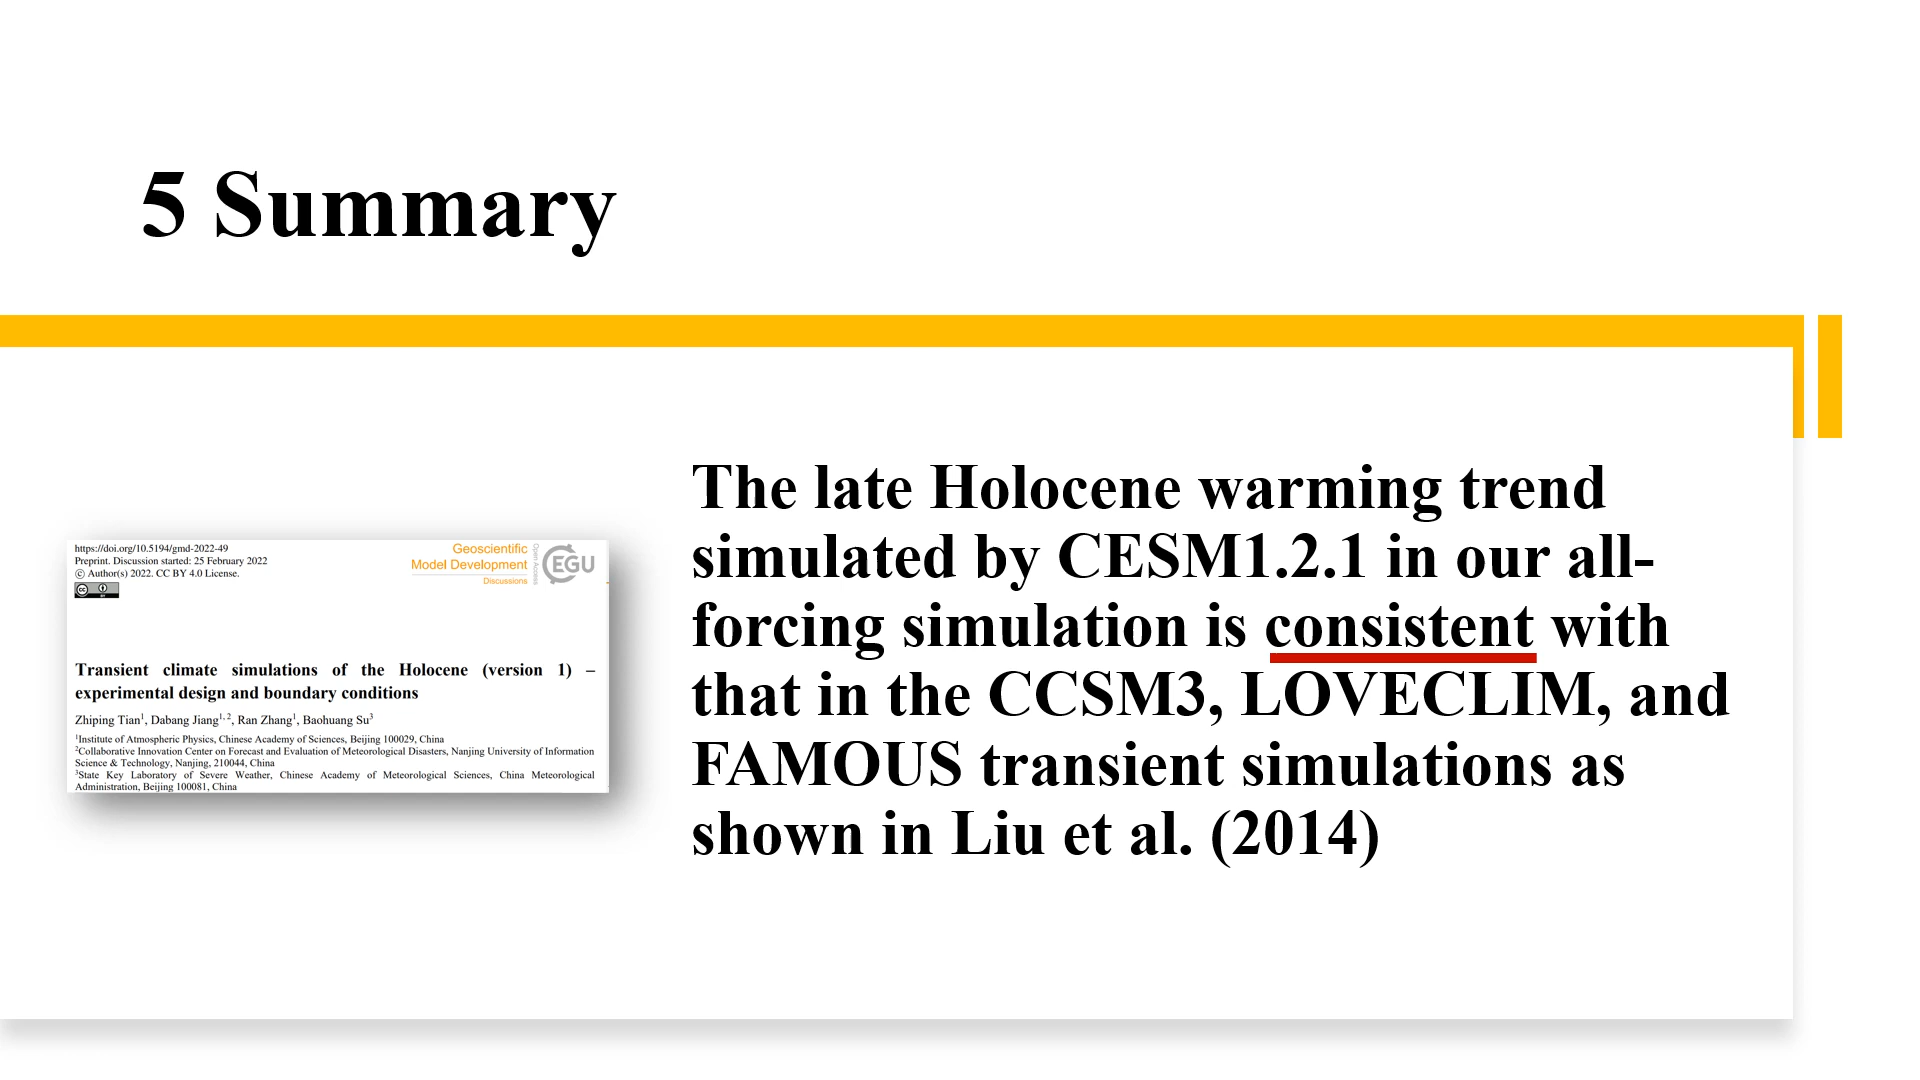 5 Summary
https://doi.org/10.5194/gmd-2022-49
Preprint. Discussion started: 25 February 2022
© Author(s) 2022. CC BY 4.0 License.
CC BY
Geoscientific
Model Development
Discussions
Open Access
EGU
Transient climate simulations of the Holocene (version 1) –
experimental design and boundary conditions
Zhiping Tian1, Dabang Jiang1, 2, Ran Zhang1, Baohuang Su3
1Institute of Atmospheric Physics, Chinese Academy of Sciences, Beijing 100029, China
2Collaborative Innovation Center on Forecast and Evaluation of Meteorological Disasters, Nanjing University of Information
Science & Technology, Nanjing, 210044, China
3State Key Laboratory of Severe Weather, Chinese Academy of Meteorological Sciences, China Meteorological
Administration, Beijing 100081, China
The late Holocene warming trend
simulated by CESM1.2.1 in our all-
forcing simulation is consistent with
that in the CCSM3, LOVECLIM, and
FAMOUS transient simulations as
shown in Liu et al. (2014)